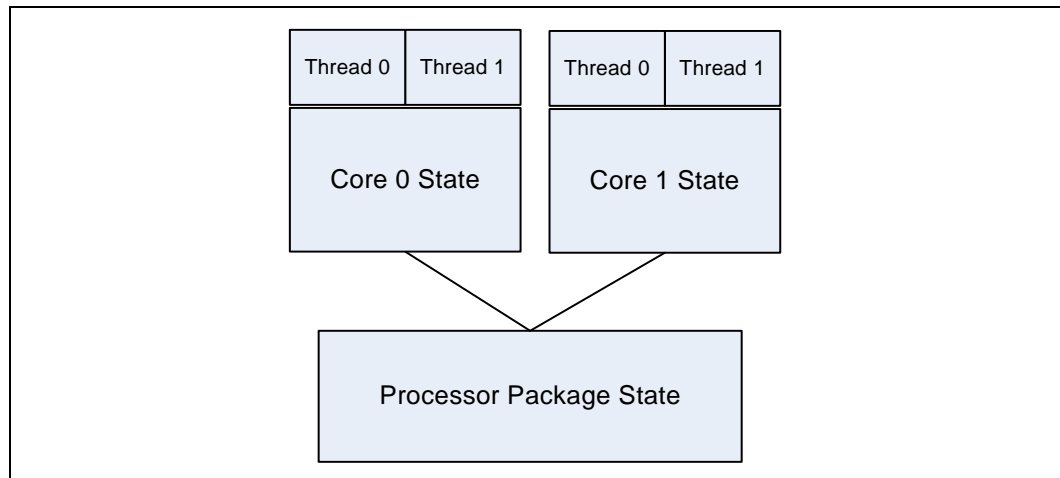 Thread 0
Thread 1
Thread 0
Thread 1
Core 0 State
Core 1 State
Processor Package State